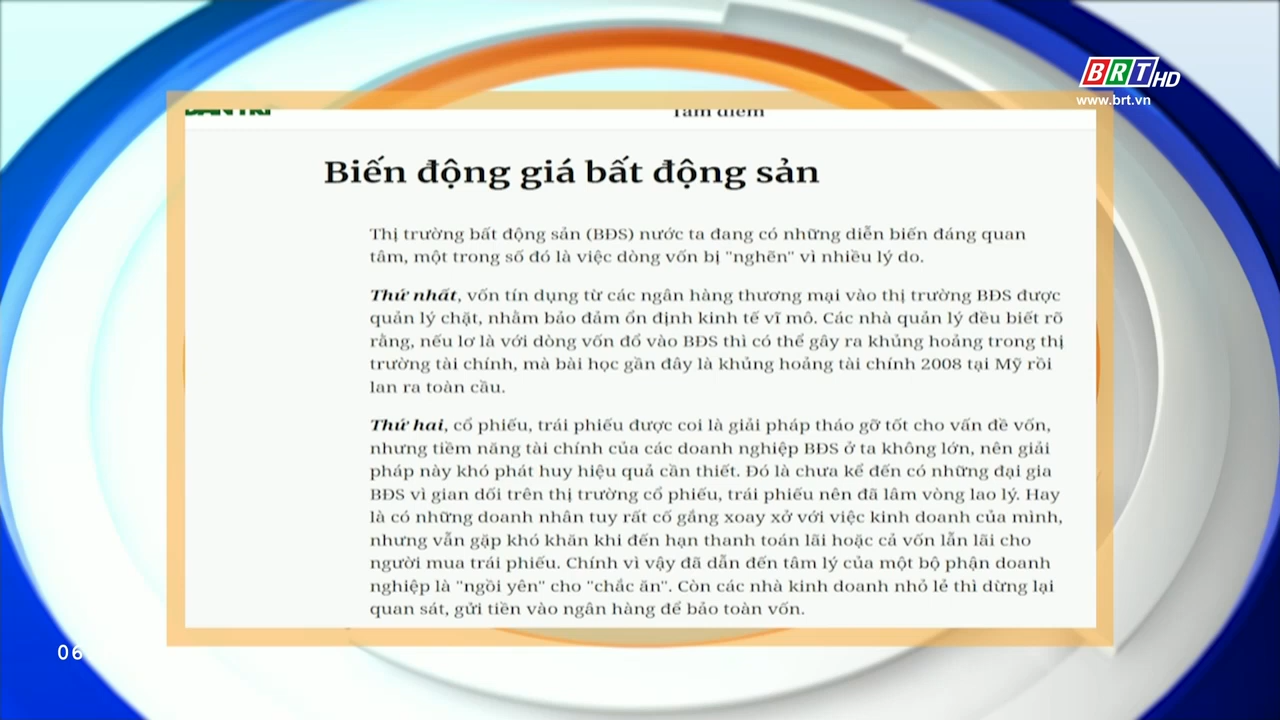 BRT HD
www.brt.vn
DÂN TRÍ
Tâm điểm
Biến động giá bất động sản
Thị trường bất động sản (BĐS) nước ta đang có những diễn biến đáng quan
tâm, một trong số đó là việc dòng vốn bị "nghẽn" vì nhiều lý do.
Thứ nhất, vốn tín dụng từ các ngân hàng thương mại vào thị trường BĐS được
quản lý chặt, nhằm bảo đảm ổn định kinh tế vĩ mô. Các nhà quản lý đều biết rõ
rằng, nếu lơ là với dòng vốn đổ vào BĐS thì có thể gây ra khủng hoảng trong thị
trường tài chính, mà bài học gần đây là khủng hoảng tài chính 2008 tại Mỹ rồi
lan ra toàn cầu.
Thứ hai, cổ phiếu, trái phiếu được coi là giải pháp tháo gỡ tốt cho vấn đề vốn,
nhưng tiềm năng tài chính của các doanh nghiệp BĐS ở ta không lớn, nên giải
pháp này khó phát huy hiệu quả cần thiết. Đó là chưa kể đến có những đại gia
BĐS vì gian dối trên thị trường cổ phiếu, trái phiếu nên đã lâm vòng lao lý. Hay
là có những doanh nhân tuy rất cố gắng xoay xở với việc kinh doanh của mình,
nhưng vẫn gặp khó khăn khi đến hạn thanh toán lãi hoặc cả vốn lẫn lãi cho
người mua trái phiếu. Chính vì vậy đã dẫn đến tâm lý của một bộ phận doanh
nghiệp là "ngồi yên" cho "chắc ăn". Còn các nhà kinh doanh nhỏ lẻ thì dừng lại
quan sát, gửi tiền vào ngân hàng để bảo toàn vốn.
06